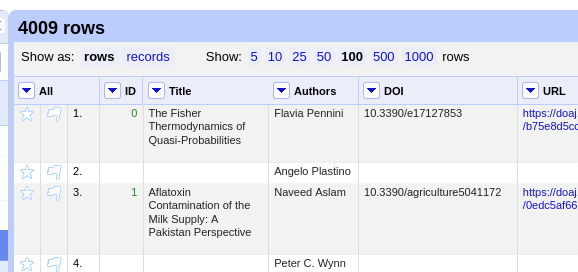 4009 rows
Show as: rows records Show: 5 10 25 50 100 500 1000 rows
All ID Title Authors DOI URL
1. 0 The Fisher Flavia Pennini 10.3390/e17127853 https://doaj
Thermodynamics of /b75e8d5cc
Quasi-Probabilities
2. Angelo Plastino
3. 1 Aflatoxin Naveed Aslam 10.3390/agriculture5041172 https://doaj
Contamination of the /0edc5af66
Milk Supply: A
Pakistan Perspective
4. Peter C. Wynn